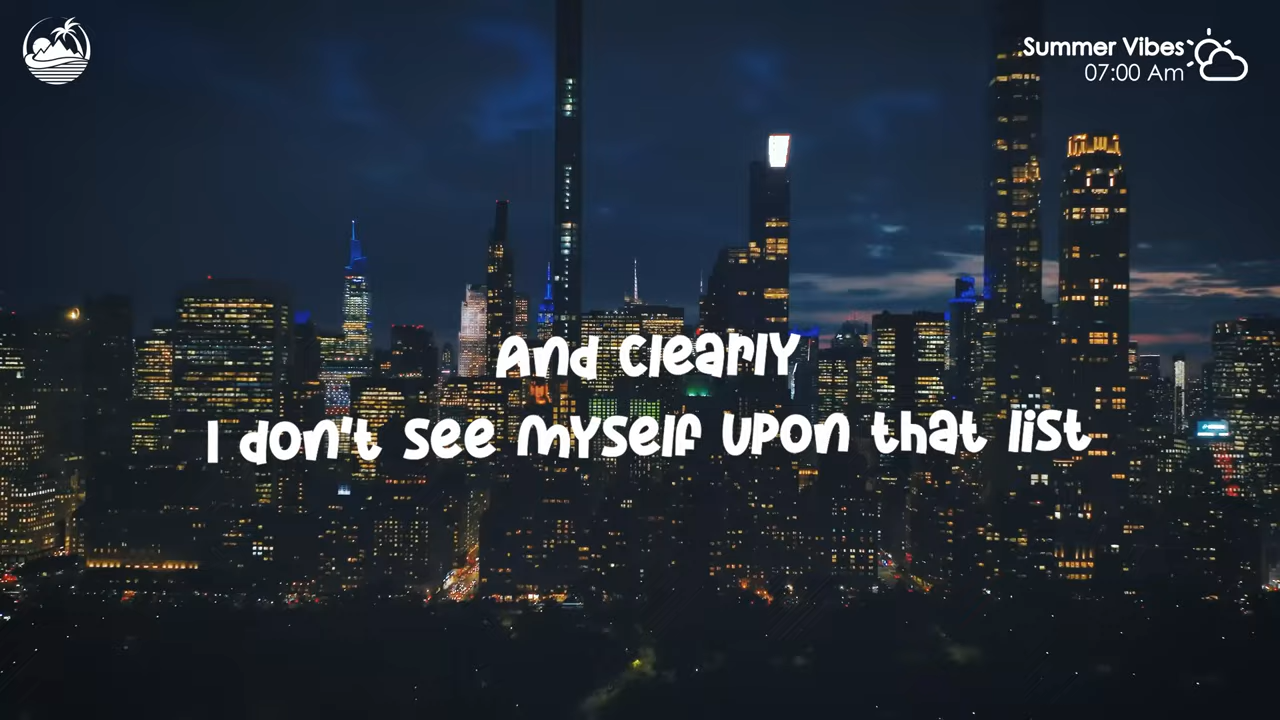 Summer Vibes
07:00 Am
And Clearly
I don't see myself upon that list